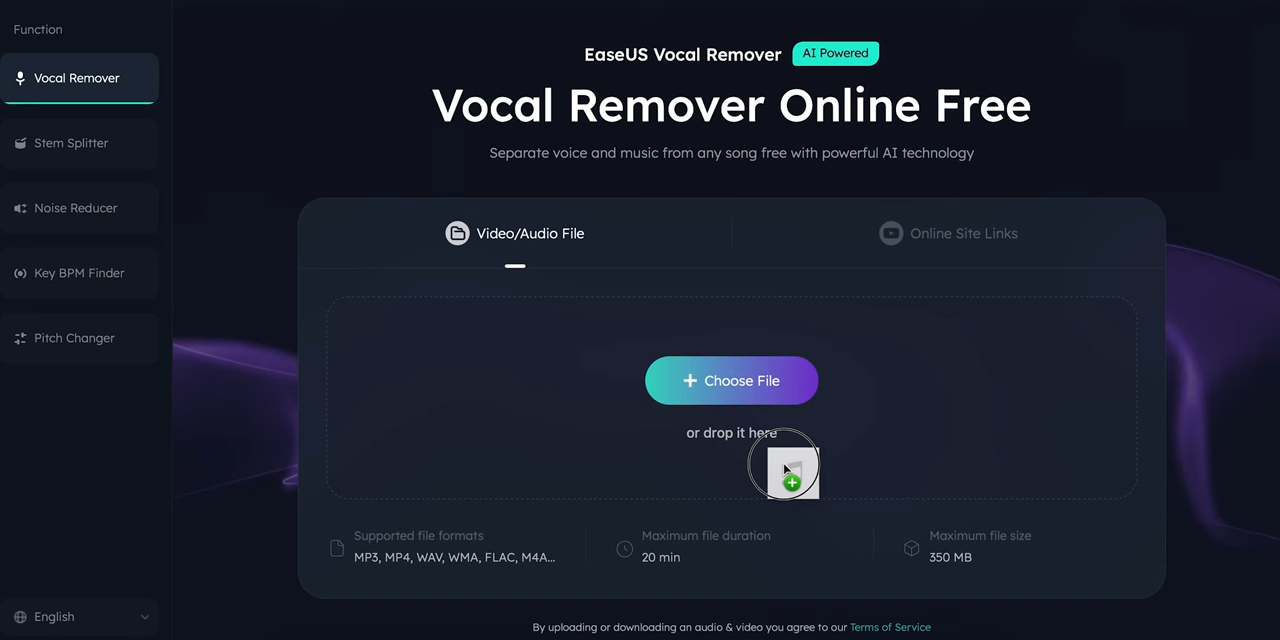 Function
Vocal Remover
Stem Splitter
Noise Reducer
Key BPM Finder
Pitch Changer
English
EaseUS Vocal Remover AI Powered
Vocal Remover Online Free
Separate voice and music from any song free with powerful AI technology
Video/Audio File
Online Site Links
+ Choose File
or drop it here
Supported file formats
MP3, MP4, WAV, WMA, FLAC, M4A...
Maximum file duration
20 min
Maximum file size
350 MB
By uploading or downloading an audio & video you agree to our Terms of Service